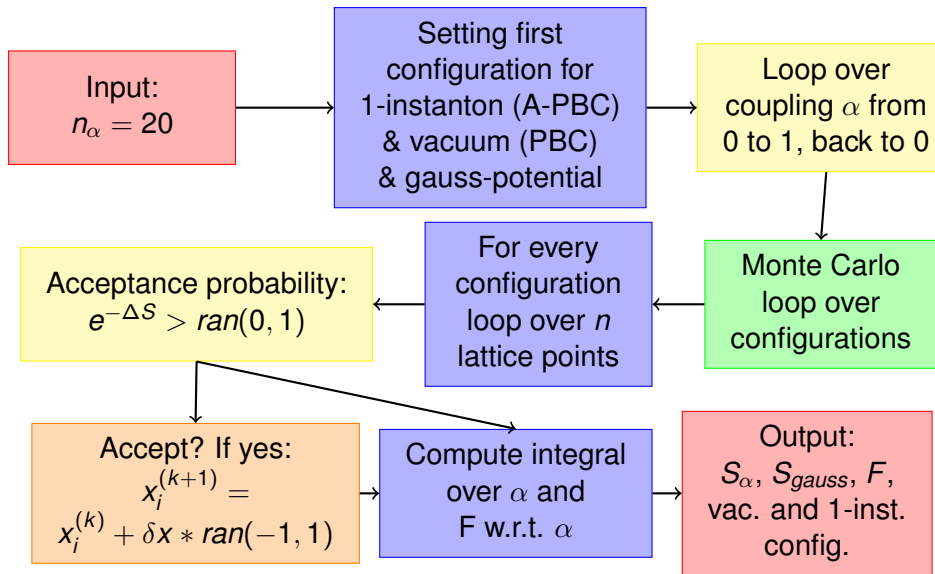 Input:
n_α = 20
Setting first
configuration for
1-instanton (A-PBC)
& vacuum (PBC)
& gauss-potential
Loop over
coupling α from
0 to 1, back to 0
Monte Carlo
loop over
configurations
For every
configuration
loop over n
lattice points
Acceptance probability:
e^{−ΔS} > ran(0, 1)
Accept? If yes:
x_i^{(k+1)} =
x_i^{(k)} + δx ∗ ran(−1, 1)
Compute integral
over α and
F w.r.t. α
Output:
S_α, S_{gauss}, F,
vac. and 1-inst.
config.